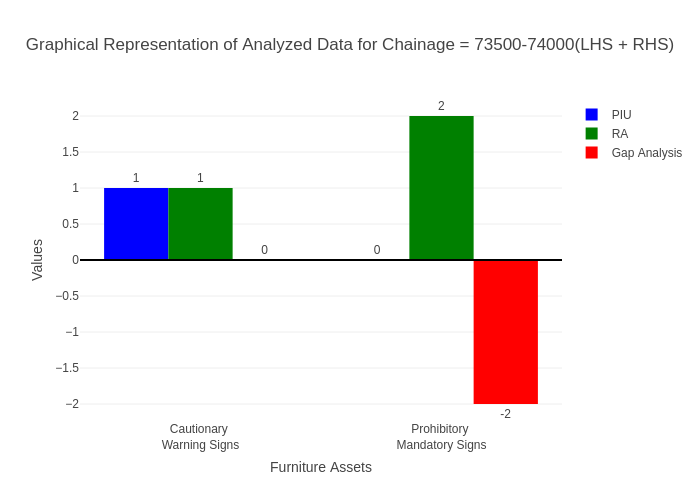 Graphical Representation of Analyzed Data for Chainage = 73500-74000(LHS + RHS)
PIU
RA
Gap Analysis
Values
2
1.5
1
0.5
0
−0.5
−1
−1.5
−2
1
1
0
0
2
-2
Cautionary
Warning Signs
Prohibitory
Mandatory Signs
Furniture Assets